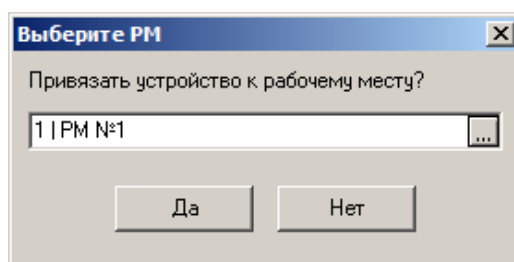 Выберите РМ
Привязать устройство к рабочему месту?
1 | РМ №1
...
Да
Нет